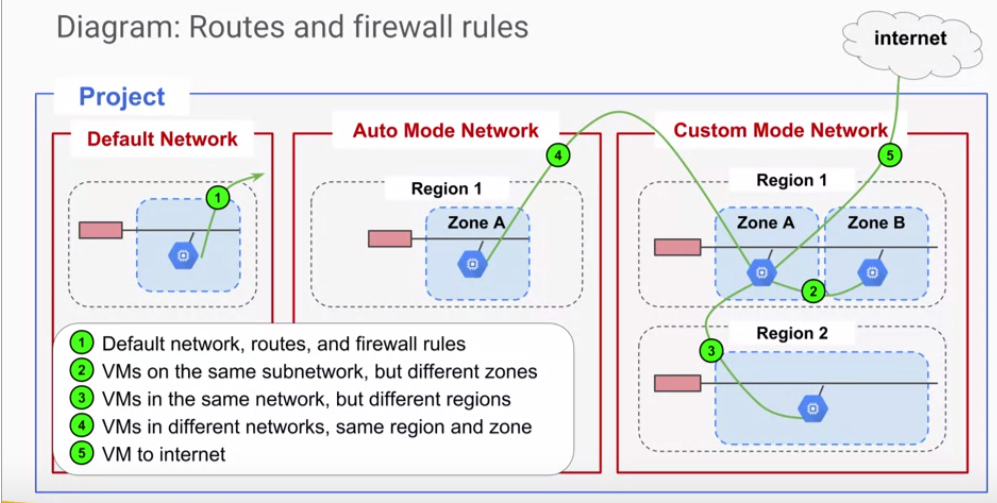 Diagram: Routes and firewall rules
internet
Project
Default Network
Auto Mode Network
Custom Mode Network
1
4
5
Region 1
Zone A
Region 1
Zone A
Zone B
2
Region 2
3
1 Default network, routes, and firewall rules
2 VMs on the same subnetwork, but different zones
3 VMs in the same network, but different regions
4 VMs in different networks, same region and zone
5 VM to internet